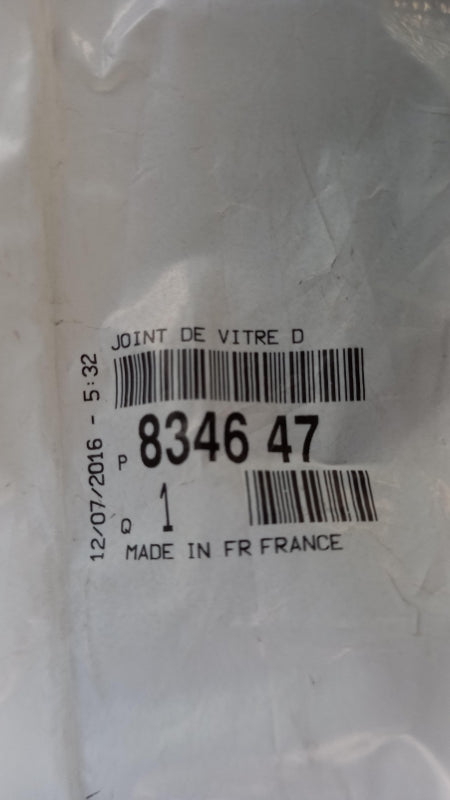 JOINT DE VITRE D
P 8346 47
Q 1
MADE IN FR FRANCE
12/07/2016 - 5:32